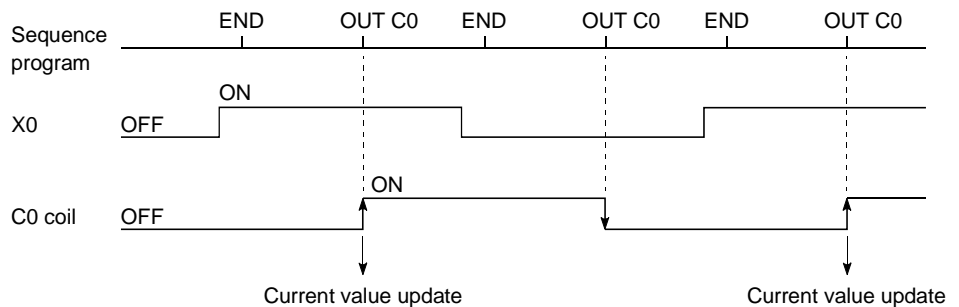 END OUT C0 END OUT C0 END OUT C0
Sequence
program
ON
X0 OFF
ON
C0 coil OFF
Current value update Current value update